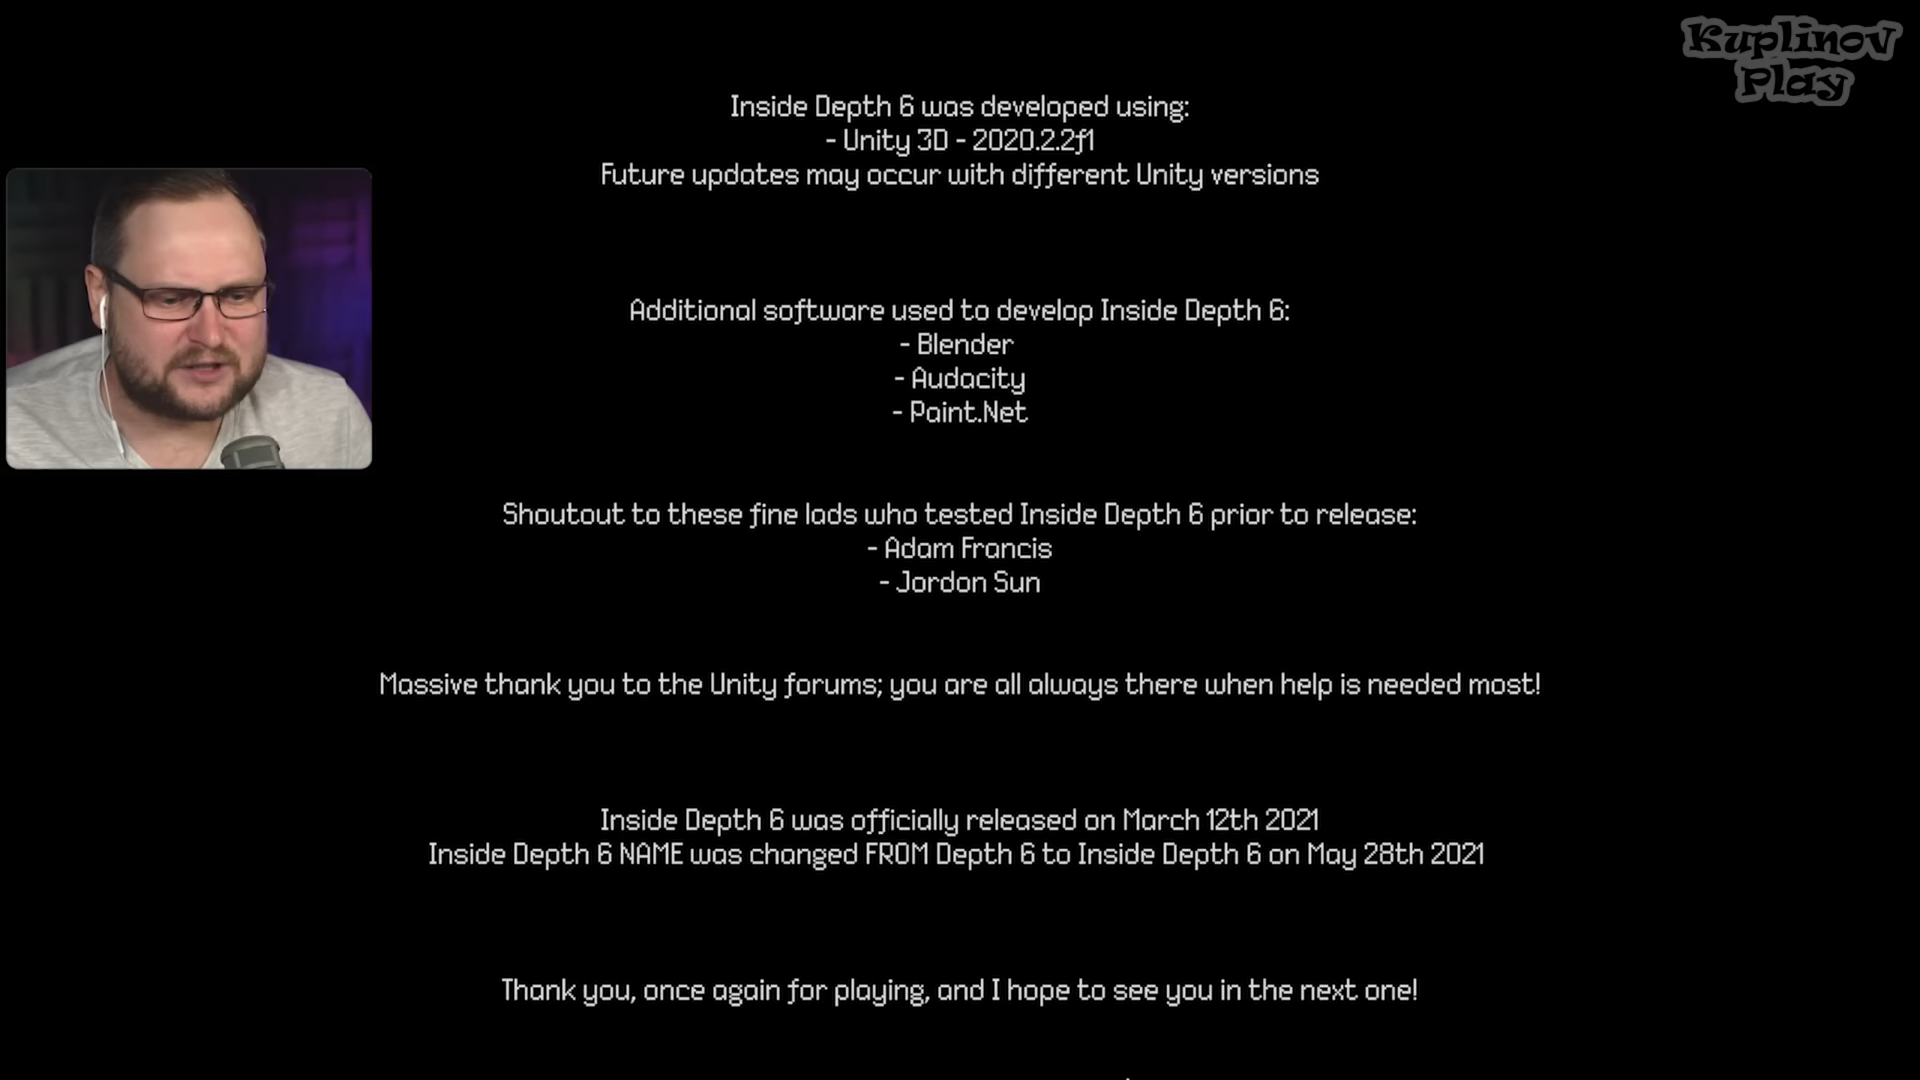 Kuplinov
Play
Inside Depth 6 was developed using:
- Unity 3D - 2020.2.2f1
Future updates may occur with different Unity versions
Additional software used to develop Inside Depth 6:
- Blender
- Audacity
- Paint.Net
Shoutout to these fine lads who tested Inside Depth 6 prior to release:
- Adam Francis
- Jordon Sun
Massive thank you to the Unity forums; you are all always there when help is needed most!
Inside Depth 6 was officially released on March 12th 2021
Inside Depth 6 NAME was changed FROM Depth 6 to Inside Depth 6 on May 28th 2021
Thank you, once again for playing, and I hope to see you in the next one!